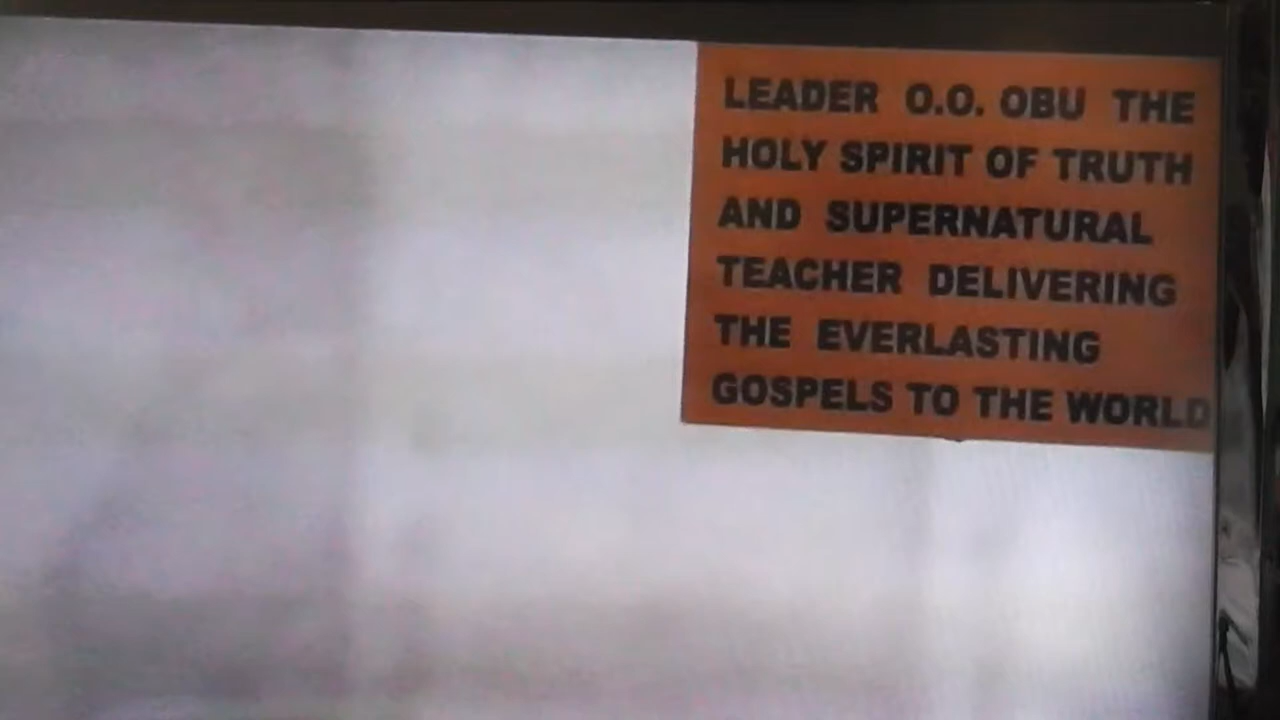 LEADER O.O. OBU THE
HOLY SPIRIT OF TRUTH
AND SUPERNATURAL
TEACHER DELIVERING
THE EVERLASTING
GOSPELS TO THE WORLD